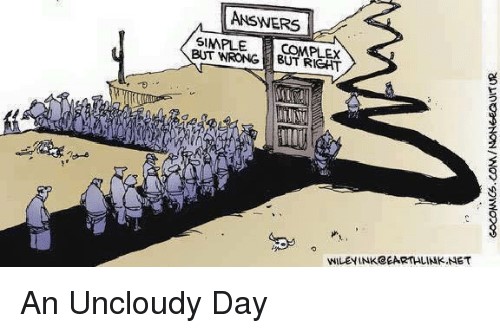 ANSWERS
SIMPLE
BUT WRONG
COMPLEX
BUT RIGHT
GOCOMICS.COM/NONSEQUITUR
WILEYINK@EARTHLINK.NET
An Uncloudy Day